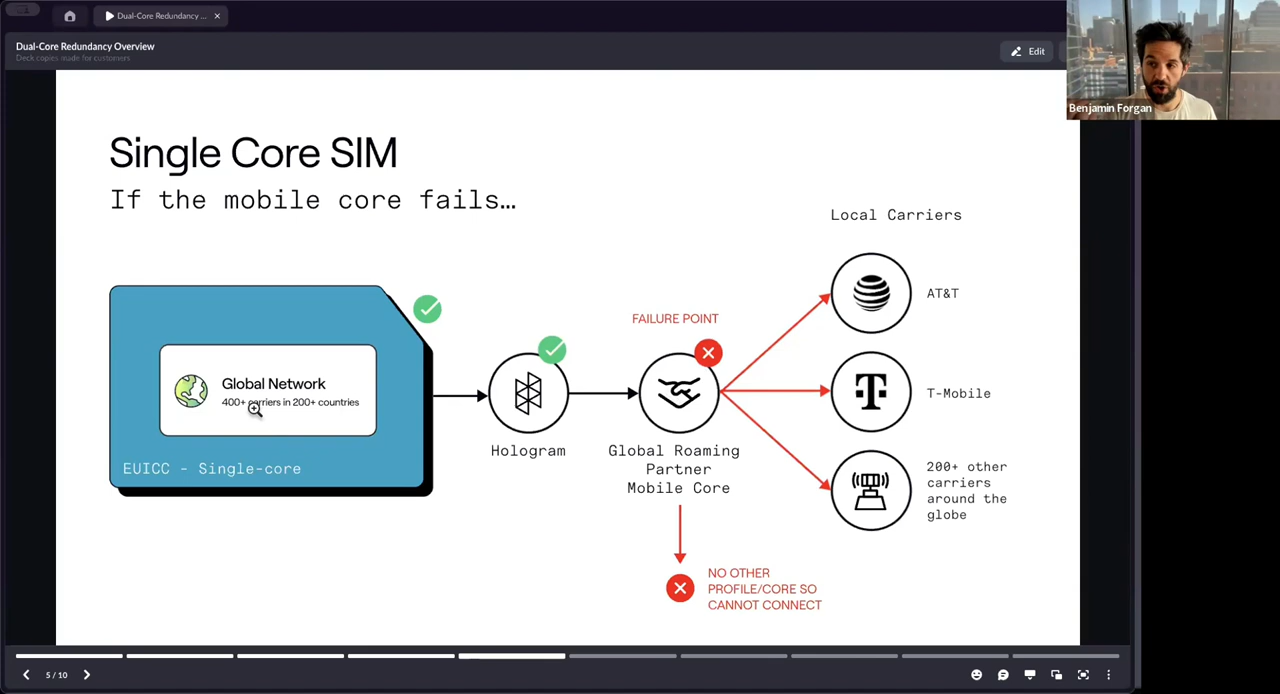 Dual-Core Redundancy ...
Dual-Core Redundancy Overview
Deck copies made for customers
Edit
Benjamin Forgan
Single Core SIM
If the mobile core fails…
Local Carriers
AT&T
FAILURE POINT
Global Network
400+ carriers in 200+ countries
T-Mobile
Hologram
Global Roaming
Partner
Mobile Core
EUICC - Single-core
200+ other
carriers
around the
globe
NO OTHER
PROFILE/CORE SO
CANNOT CONNECT
5 / 10